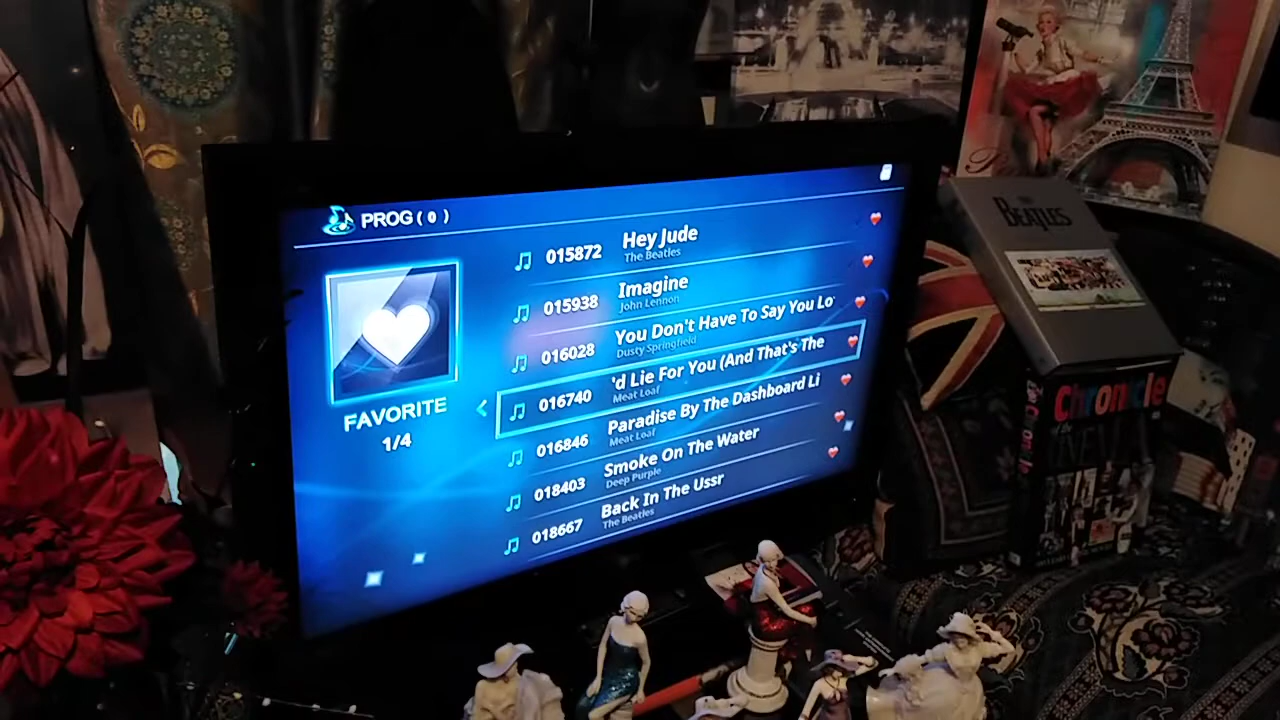 PROG ( 0 )
FAVORITE
1/4
015872 Hey Jude
The Beatles
015938 Imagine
John Lennon
016028 You Don't Have To Say You Lo
Dusty Springfield
016740 'd Lie For You (And That's The
Meat Loaf
016846 Paradise By The Dashboard Li
Meat Loaf
018403 Smoke On The Water
Deep Purple
018667 Back In The Ussr
The Beatles
THE
BEATLES
Chronicle
Chronicle